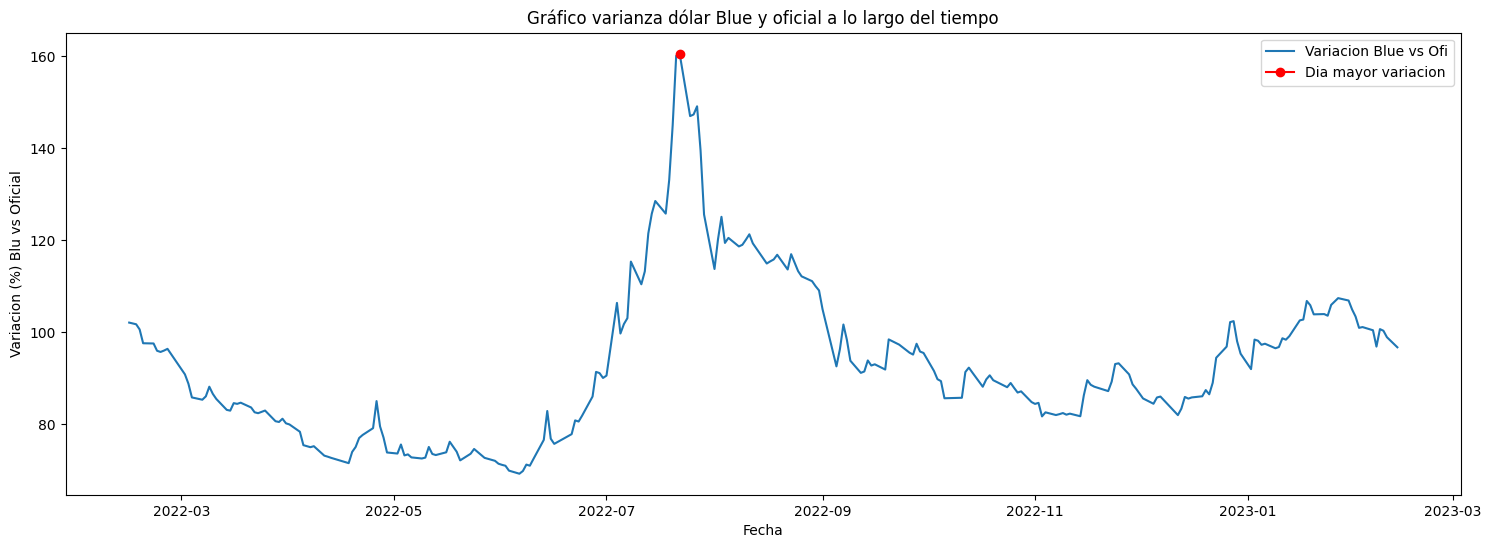 Gráfico varianza dólar Blue y oficial a lo largo del tiempo
Variacion Blue vs Ofi
Dia mayor variacion
Variacion (%) Blu vs Oficial
160
140
120
100
80
2022-03
2022-05
2022-07
2022-09
2022-11
2023-01
2023-03
Fecha